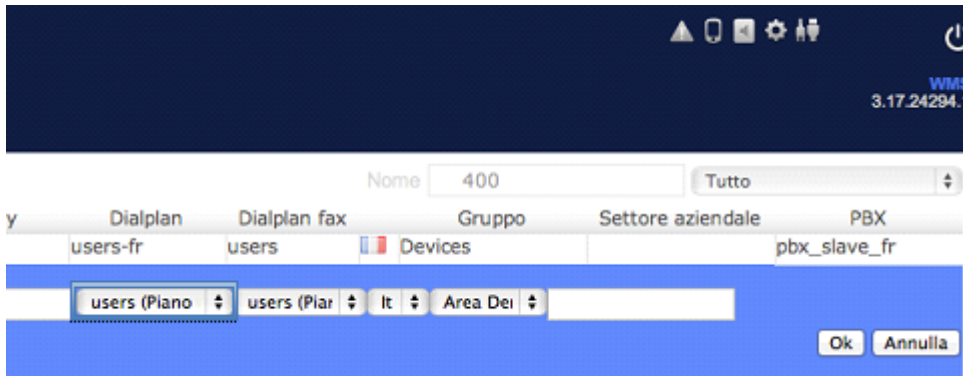 WMS
3.17.24294.
Nome 400 Tutto
y Dialplan Dialplan fax Gruppo Settore aziendale PBX
users-fr users Devices pbx_slave_fr
users (Piano users (Piar It Area Der
Ok Annulla